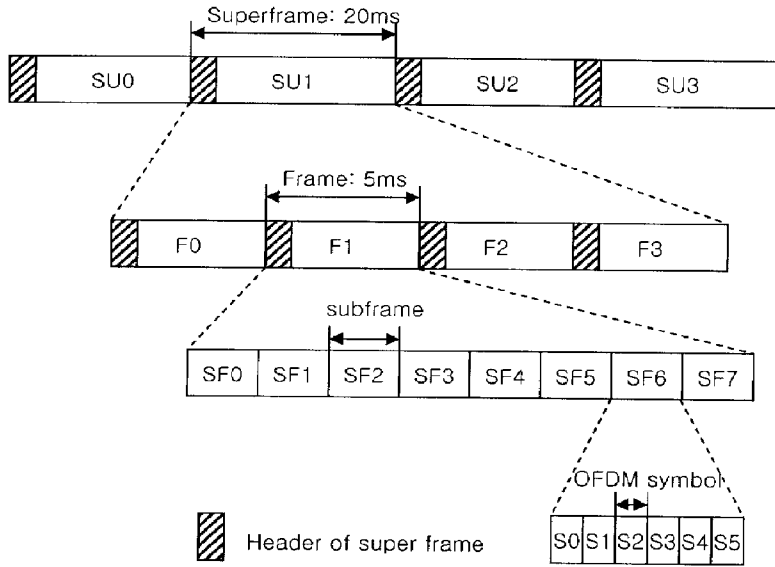 Superframe: 20ms
SU0 SU1 SU2 SU3
Frame: 5ms
F0 F1 F2 F3
subframe
SF0 SF1 SF2 SF3 SF4 SF5 SF6 SF7
OFDM symbol
S0 S1 S2 S3 S4 S5
Header of super frame